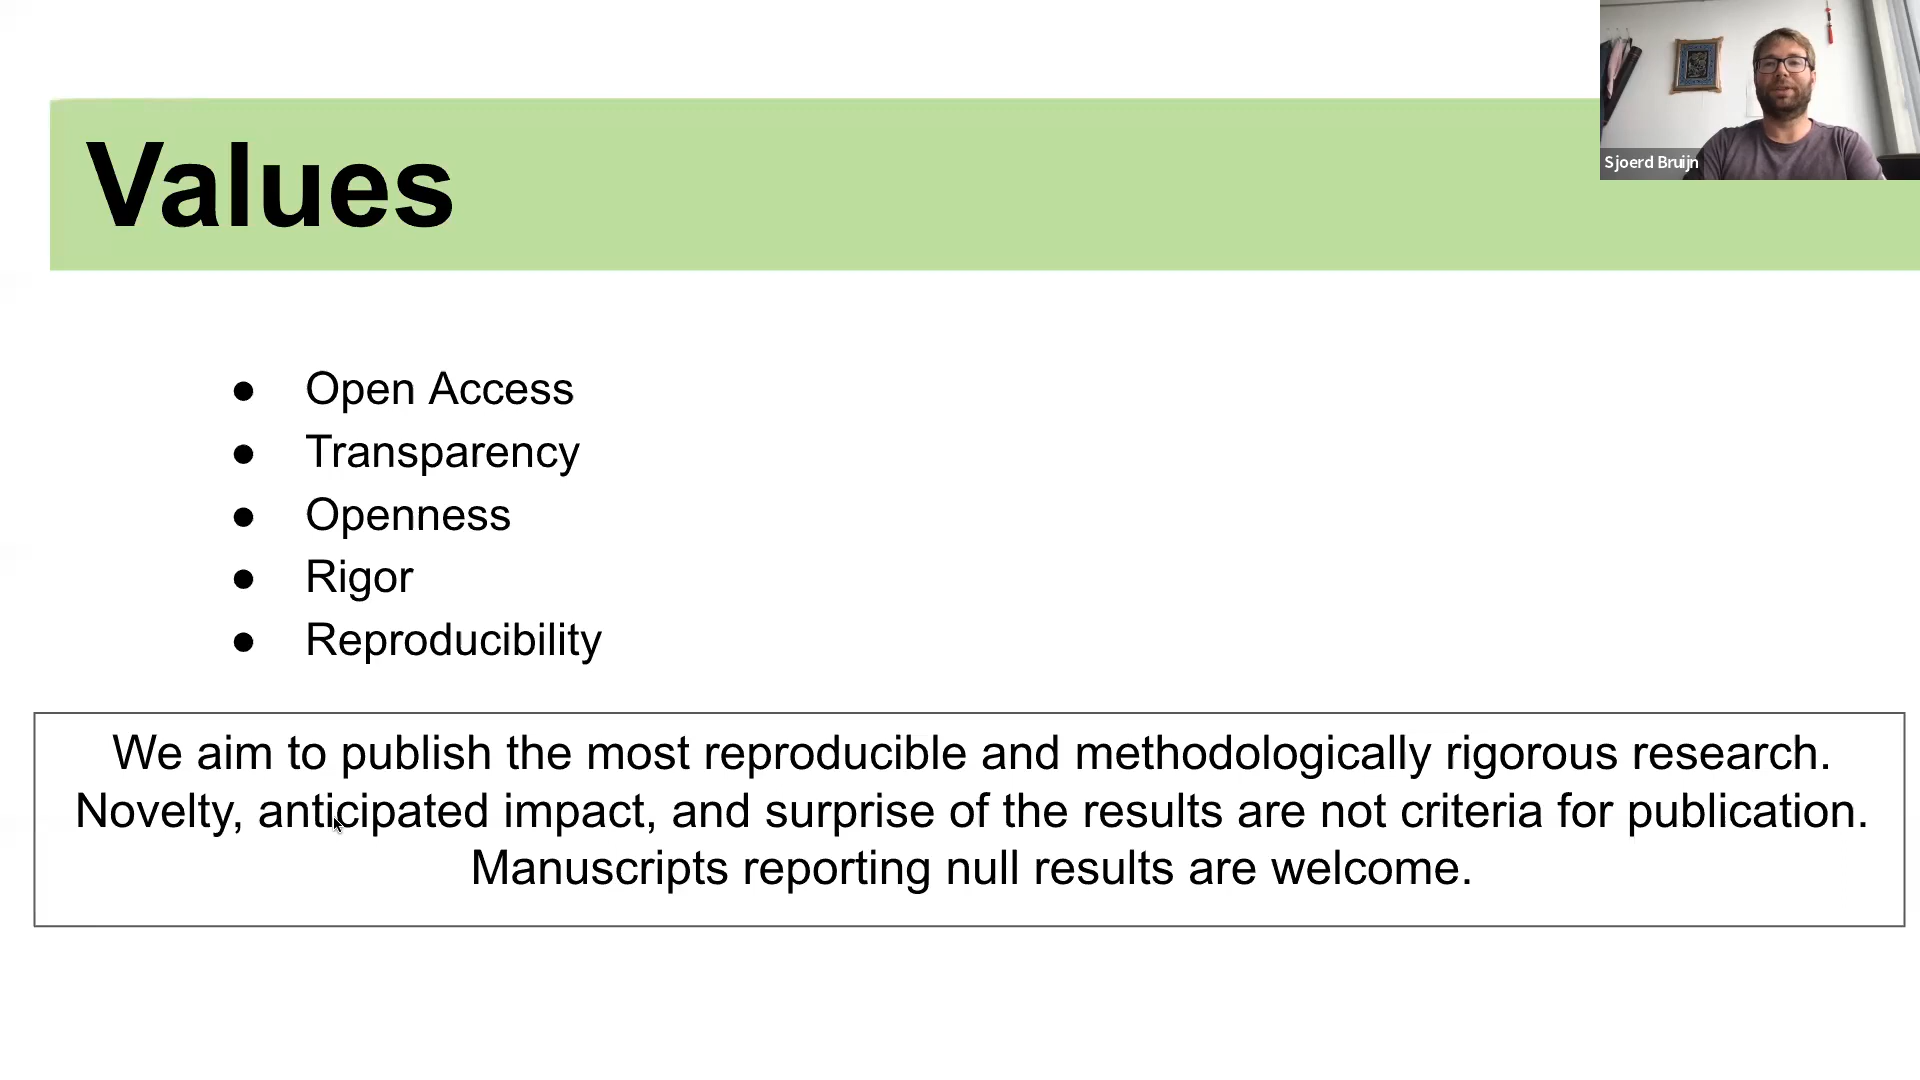 Values
Sjoerd Bruijn
● Open Access
● Transparency
● Openness
● Rigor
● Reproducibility
We aim to publish the most reproducible and methodologically rigorous research.
Novelty, anticipated impact, and surprise of the results are not criteria for publication.
Manuscripts reporting null results are welcome.